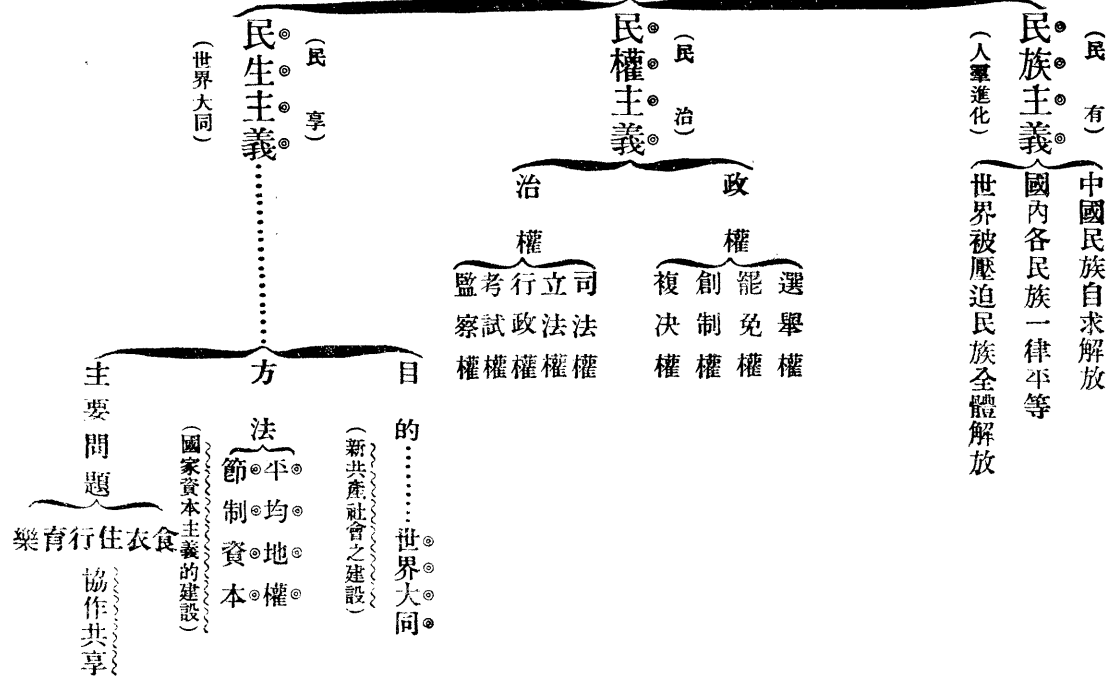 (民有)
民族主義
(人羣進化)
中國民族自求解放
國內各民族一律平等
世界被壓迫民族全體解放
(民治)
民權主義
政權
選舉權
罷免權
創制權
複決權
治權
司法權
立法權
行政權
考試權
監察權
(民享)
民生主義
(世界大同)
目的
世界大同
(新共產社會之建設)
方法
平均地權
節制資本
(國家資本主義的建設)
主要問題
食衣住行育樂
協作共享